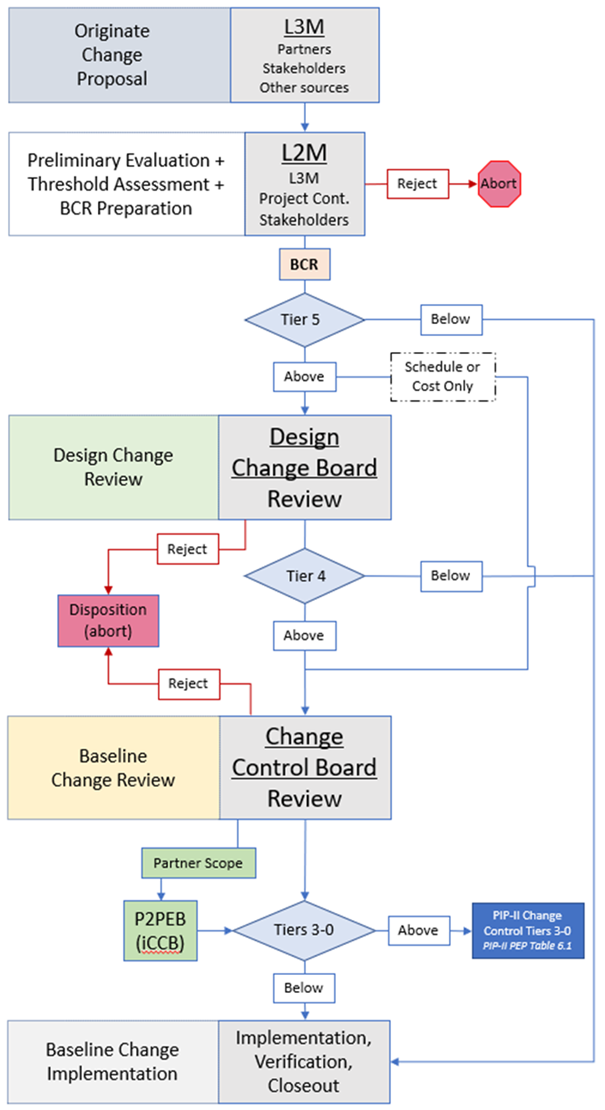 Originate
Change
Proposal
L3M
Partners
Stakeholders
Other sources
Preliminary Evaluation +
Threshold Assessment +
BCR Preparation
L2M
L3M
Project Cont.
Stakeholders
Reject
Abort
BCR
Tier 5
Below
Above
Schedule or
Cost Only
Design Change
Review
Design
Change Board
Review
Reject
Tier 4
Below
Disposition
(abort)
Above
Reject
Baseline
Change Review
Change
Control Board
Review
Partner Scope
P2PEB
(iCCB)
Tiers 3-0
Above
PIP-II Change
Control Tiers 3-0
PIP-II PEP Table 6.1
Below
Baseline Change
Implementation
Implementation,
Verification,
Closeout